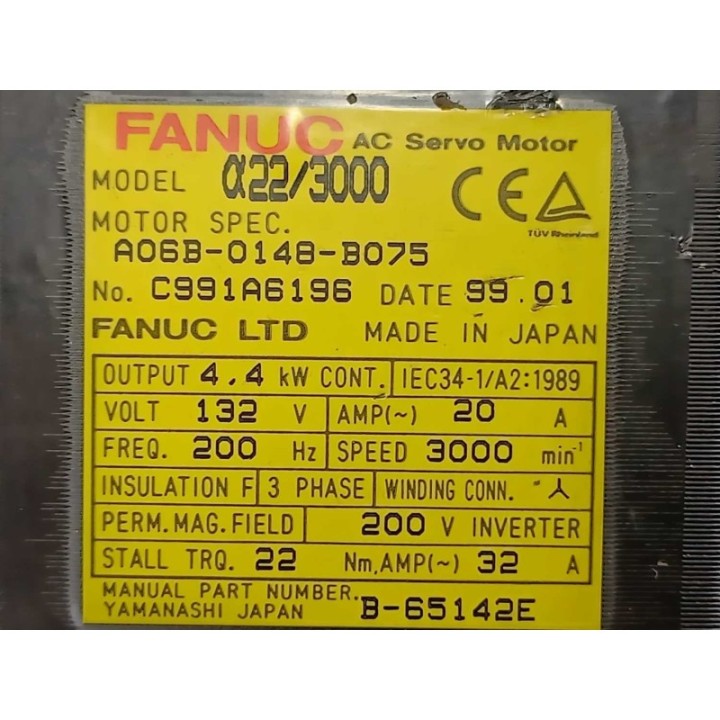 FANUC AC Servo Motor
MODEL α22/3000
CE
TÜV Rheinland
MOTOR SPEC.
A06B-0148-B075
No. C991A6196 DATE 99.01
FANUC LTD MADE IN JAPAN
OUTPUT 4.4 kW CONT. IEC34-1/A2:1989
VOLT 132 V AMP(~) 20 A
FREQ. 200 Hz SPEED 3000 min⁻¹
INSULATION F 3 PHASE WINDING CONN. ⅄
PERM.MAG.FIELD 200 V INVERTER
STALL TRQ. 22 Nm,AMP(~) 32 A
MANUAL PART NUMBER. B-65142E
YAMANASHI JAPAN